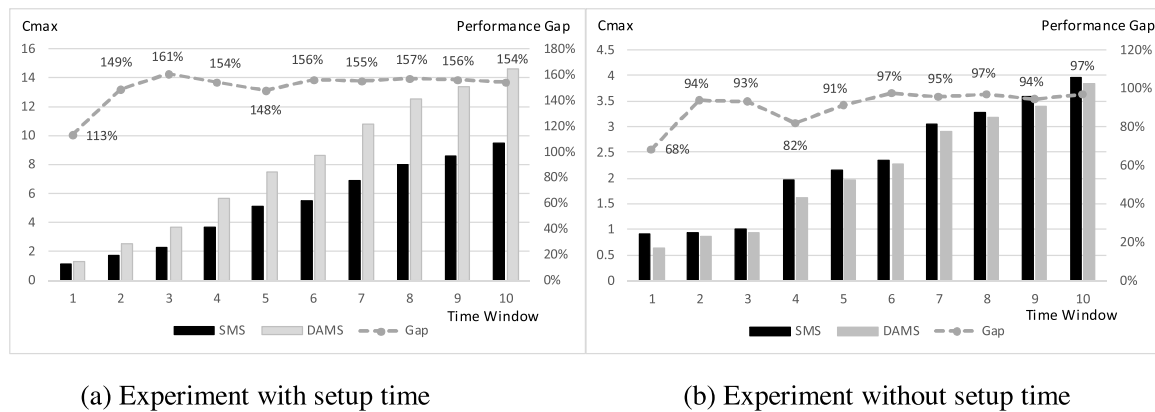 Cmax Performance Gap
16 180%
14 160%
12 140%
10 120%
8 100%
6 80%
4 60%
2 40%
0 20%
0%
113% 149% 161% 154% 148% 156% 155% 157% 156% 154%
1 2 3 4 5 6 7 8 9 10
Time Window
SMS DAMS Gap
(a) Experiment with setup time
Cmax Performance Gap
4.5 120%
4 100%
3.5 80%
3 60%
2.5 40%
2 20%
1.5 0%
1
0.5
0
68% 94% 93% 82% 91% 97% 95% 97% 94% 97%
1 2 3 4 5 6 7 8 9 10
Time Window
SMS DAMS Gap
(b) Experiment without setup time